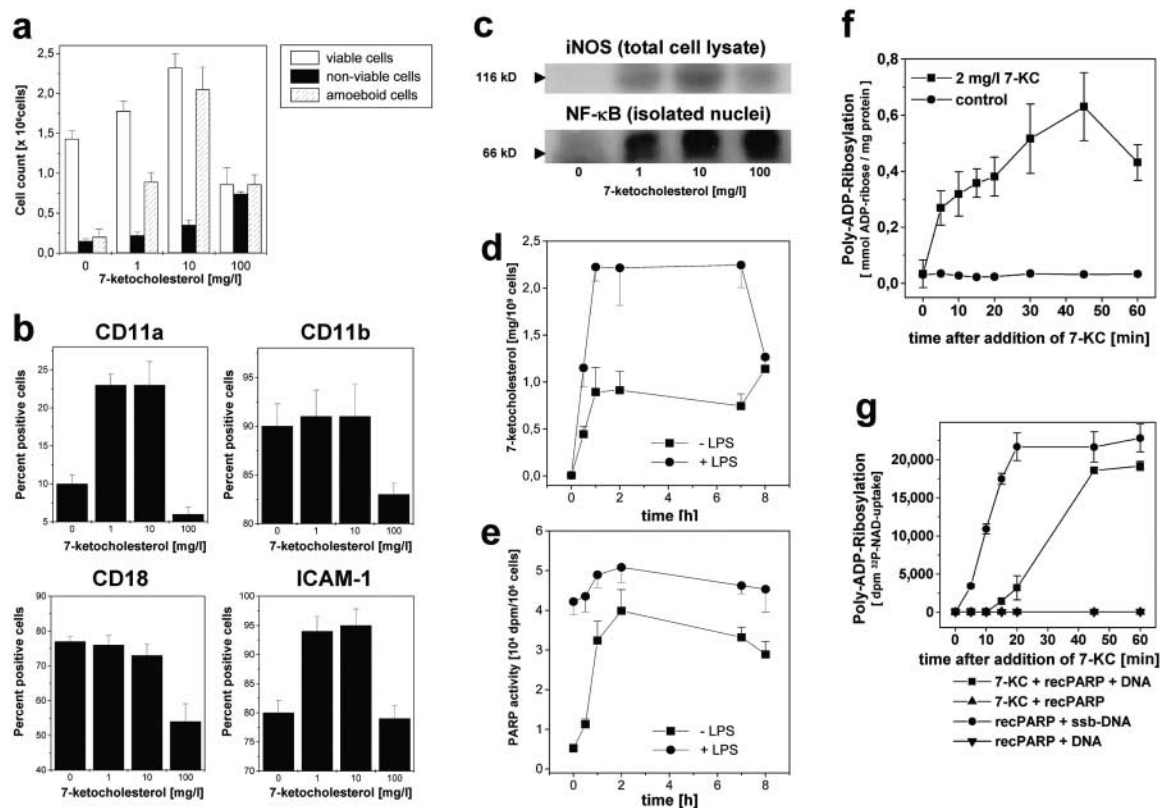 a
viable cells
non-viable cells
amoeboid cells
Cell count [x 10⁶cells]
2,5
2,0
1,5
1,0
0,5
0,0
0 1 10 100
7-ketocholesterol [mg/l]
b
CD11a
Percent positive cells
25
20
15
10
5
0 1 10 100
7-ketocholesterol [mg/l]
CD11b
Percent positive cells
95
90
85
80
0 1 10 100
7-ketocholesterol [mg/l]
CD18
Percent positive cells
90
80
70
60
50
40
0 1 10 100
7-ketocholesterol [mg/l]
ICAM-1
Percent positive cells
100
95
90
85
80
75
70
0 1 10 100
7-ketocholesterol [mg/l]
c
iNOS (total cell lysate)
116 kD
NF-κB (isolated nuclei)
66 kD
0 1 10 100
7-ketocholesterol [mg/l]
d
7-ketocholesterol [mg/10⁹ cells]
2,5
2,0
1,5
1,0
0,5
0,0
- LPS
+ LPS
0 2 4 6 8
time [h]
e
PARP activity [10⁴ dpm/10⁶ cells]
6
5
4
3
2
1
0
- LPS
+ LPS
0 2 4 6 8
time [h]
f
Poly-ADP-Ribosylation
[ mmol ADP-ribose / mg protein ]
0,8
0,6
0,4
0,2
0,0
2 mg/l 7-KC
control
0 10 20 30 40 50 60
time after addition of 7-KC [min]
g
Poly-ADP-Ribosylation
[ dpm ³²P-NAD-uptake]
20,000
15,000
10,000
5,000
0
0 10 20 30 40 50 60
time after addition of 7-KC [min]
7-KC + recPARP + DNA
7-KC + recPARP
recPARP + ssb-DNA
recPARP + DNA